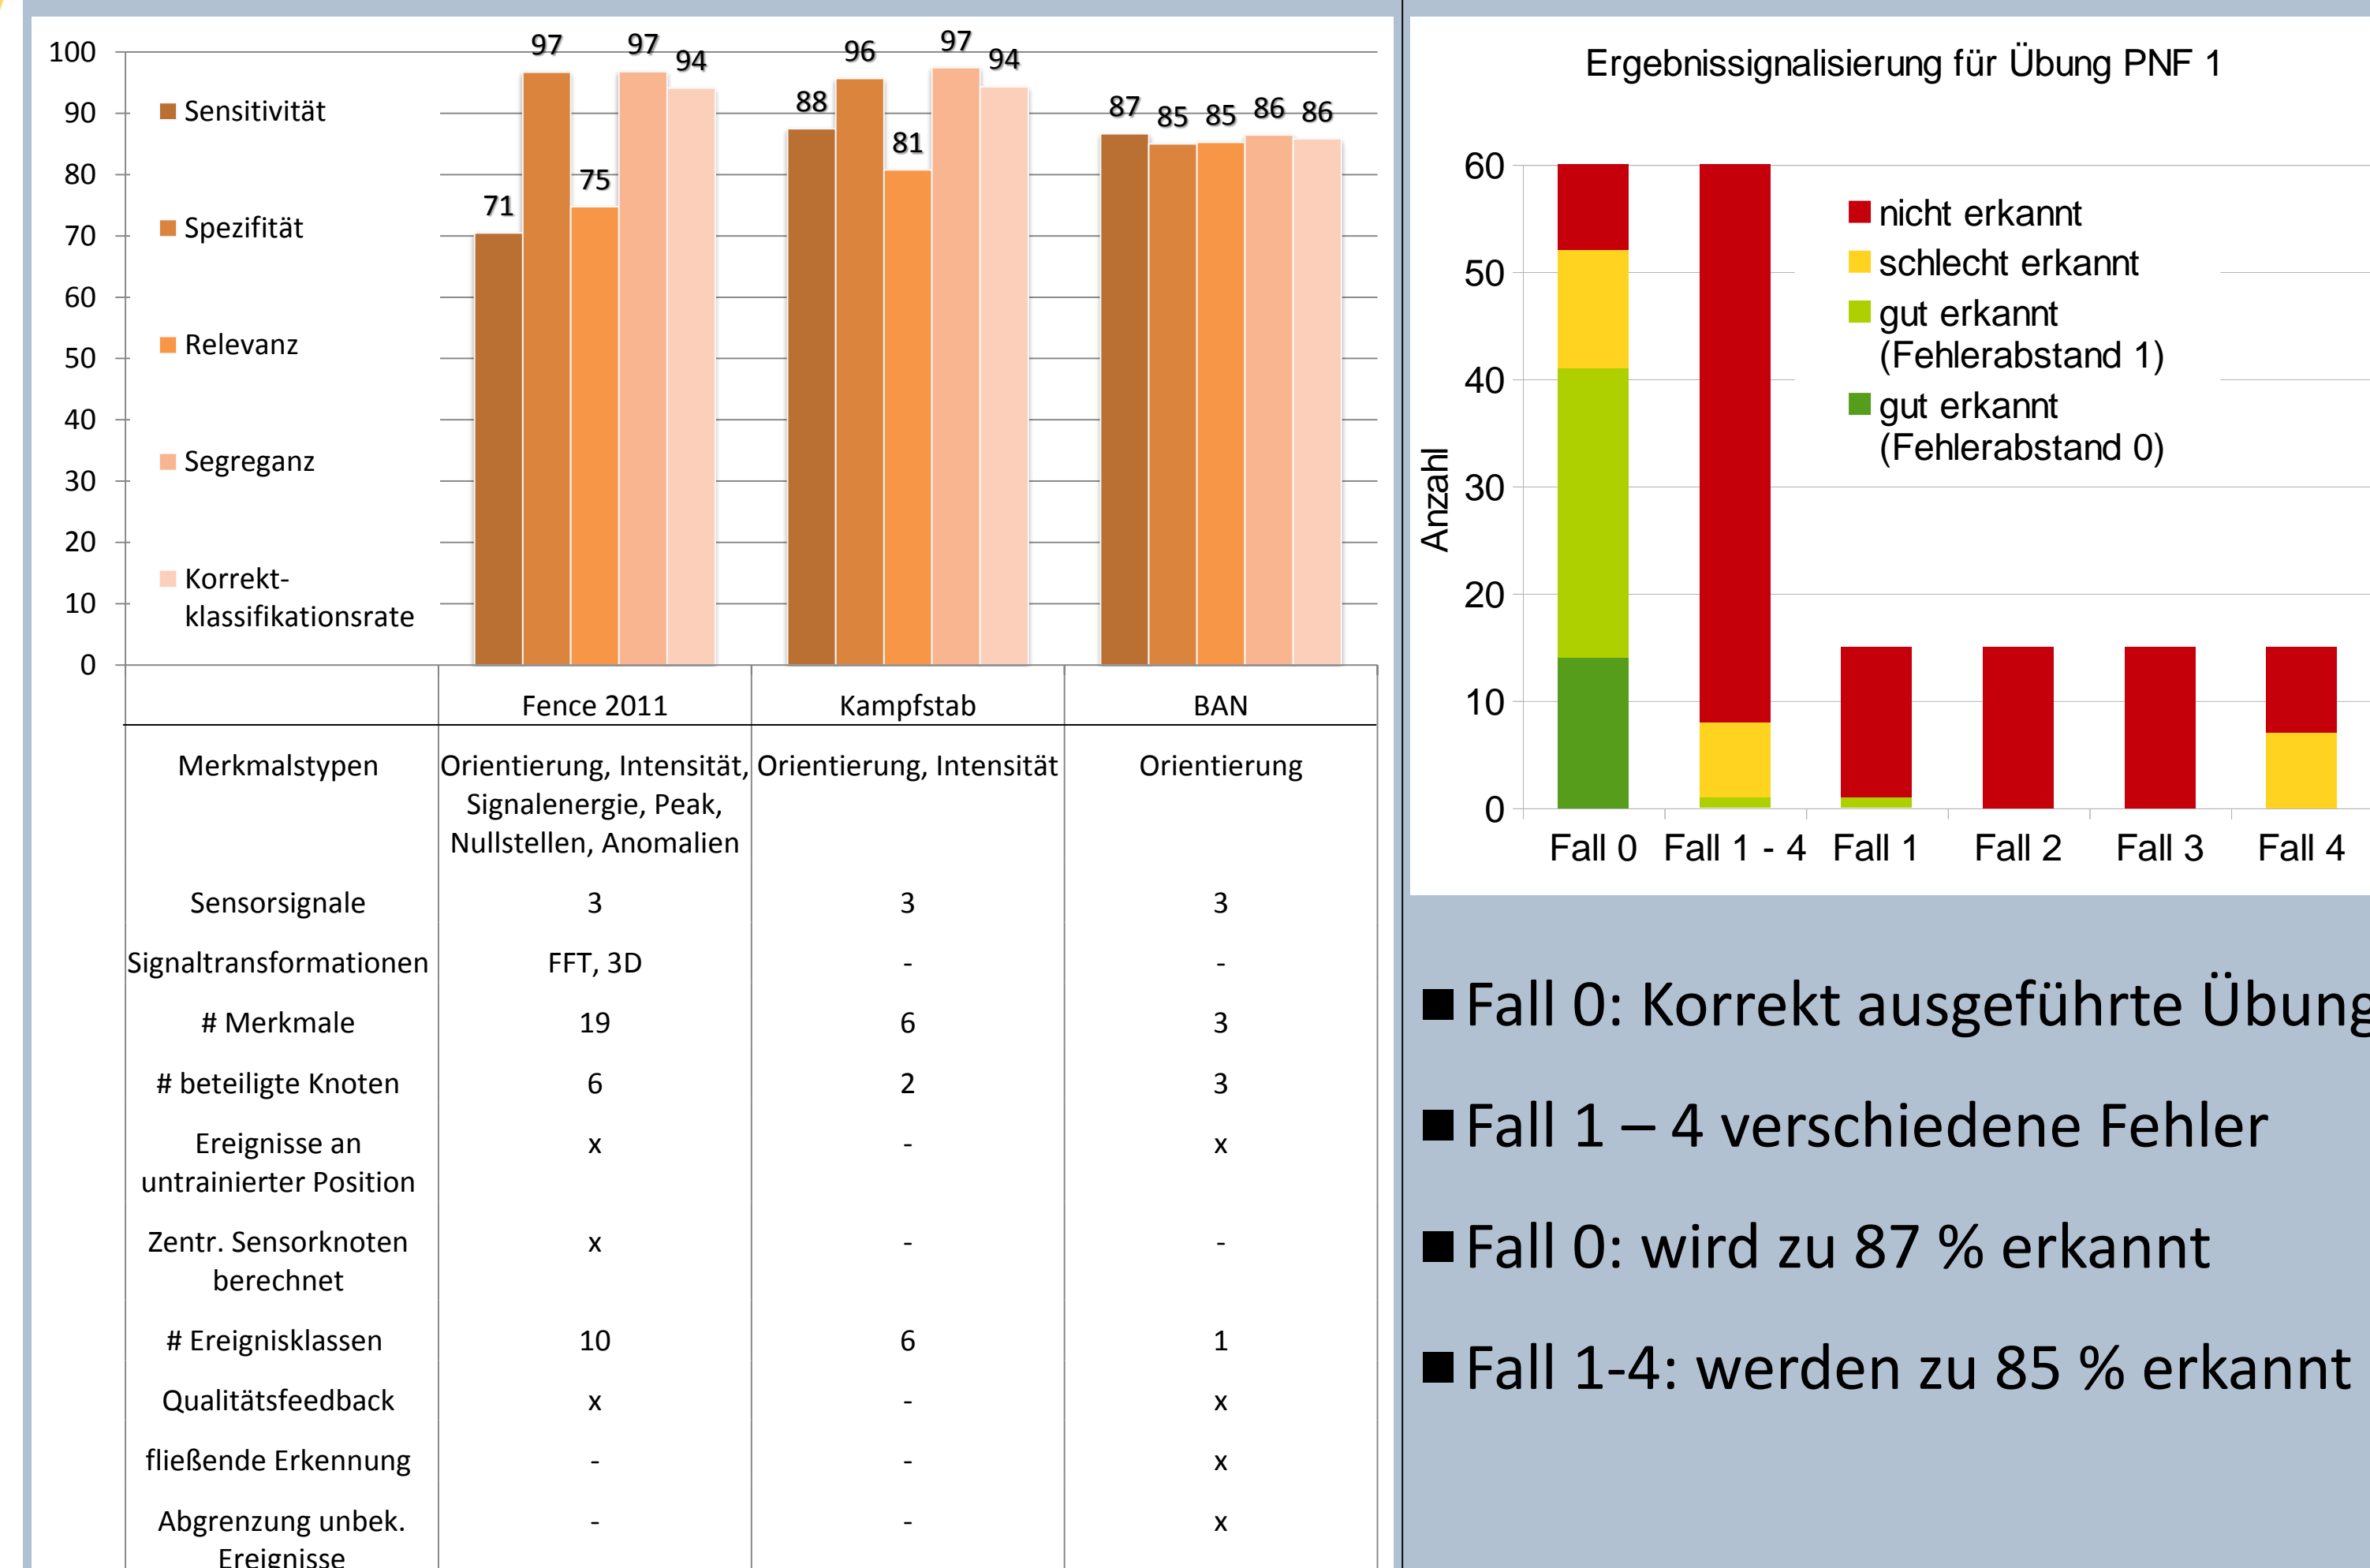 100
90
80
70
60
50
40
30
20
10
0
Sensitivität
Spezifität
Relevanz
Segreganz
Korrekt-
klassifikationsrate
71
97
75
97
94
88
96
81
97
94
87
85
85
86
86
Fence 2011 Kampfstab BAN
Merkmalstypen Orientierung, Intensität, Orientierung, Intensität Orientierung
Signalenergie, Peak,
Nullstellen, Anomalien
Sensorsignale 3 3 3
Signaltransformationen FFT, 3D - -
# Merkmale 19 6 3
# beteiligte Knoten 6 2 3
Ereignisse an x - x
untrainierter Position
Zentr. Sensorknoten x - -
berechnet
# Ereignisklassen 10 6 1
Qualitätsfeedback x - x
fließende Erkennung - - x
Abgrenzung unbek. - - x
Ereignisse
Ergebnissignalisierung für Übung PNF 1
Anzahl
60
50
40
30
20
10
0
nicht erkannt
schlecht erkannt
gut erkannt
(Fehlerabstand 1)
gut erkannt
(Fehlerabstand 0)
Fall 0 Fall 1 - 4 Fall 1 Fall 2 Fall 3 Fall 4
Fall 0: Korrekt ausgeführte Übung
Fall 1 – 4 verschiedene Fehler
Fall 0: wird zu 87 % erkannt
Fall 1-4: werden zu 85 % erkannt